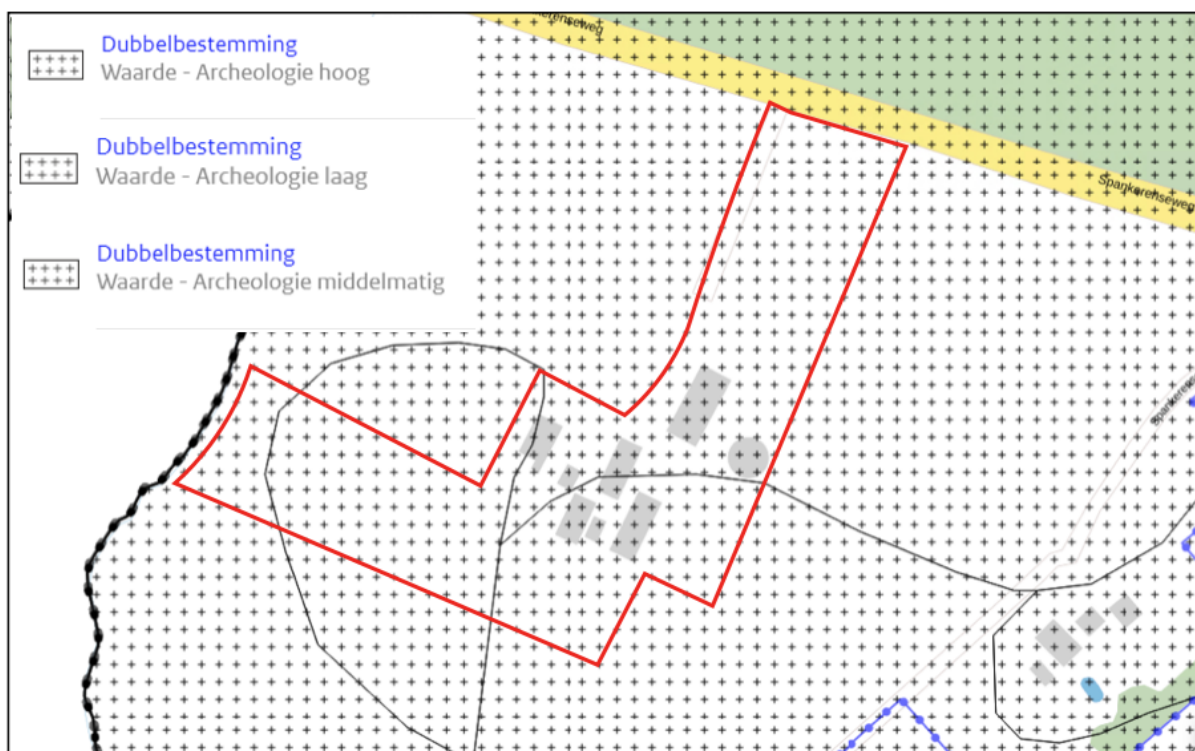 Dubbelbestemming
Waarde - Archeologie hoog
Dubbelbestemming
Waarde - Archeologie laag
Dubbelbestemming
Waarde - Archeologie middelmatig
Spankerenseweg